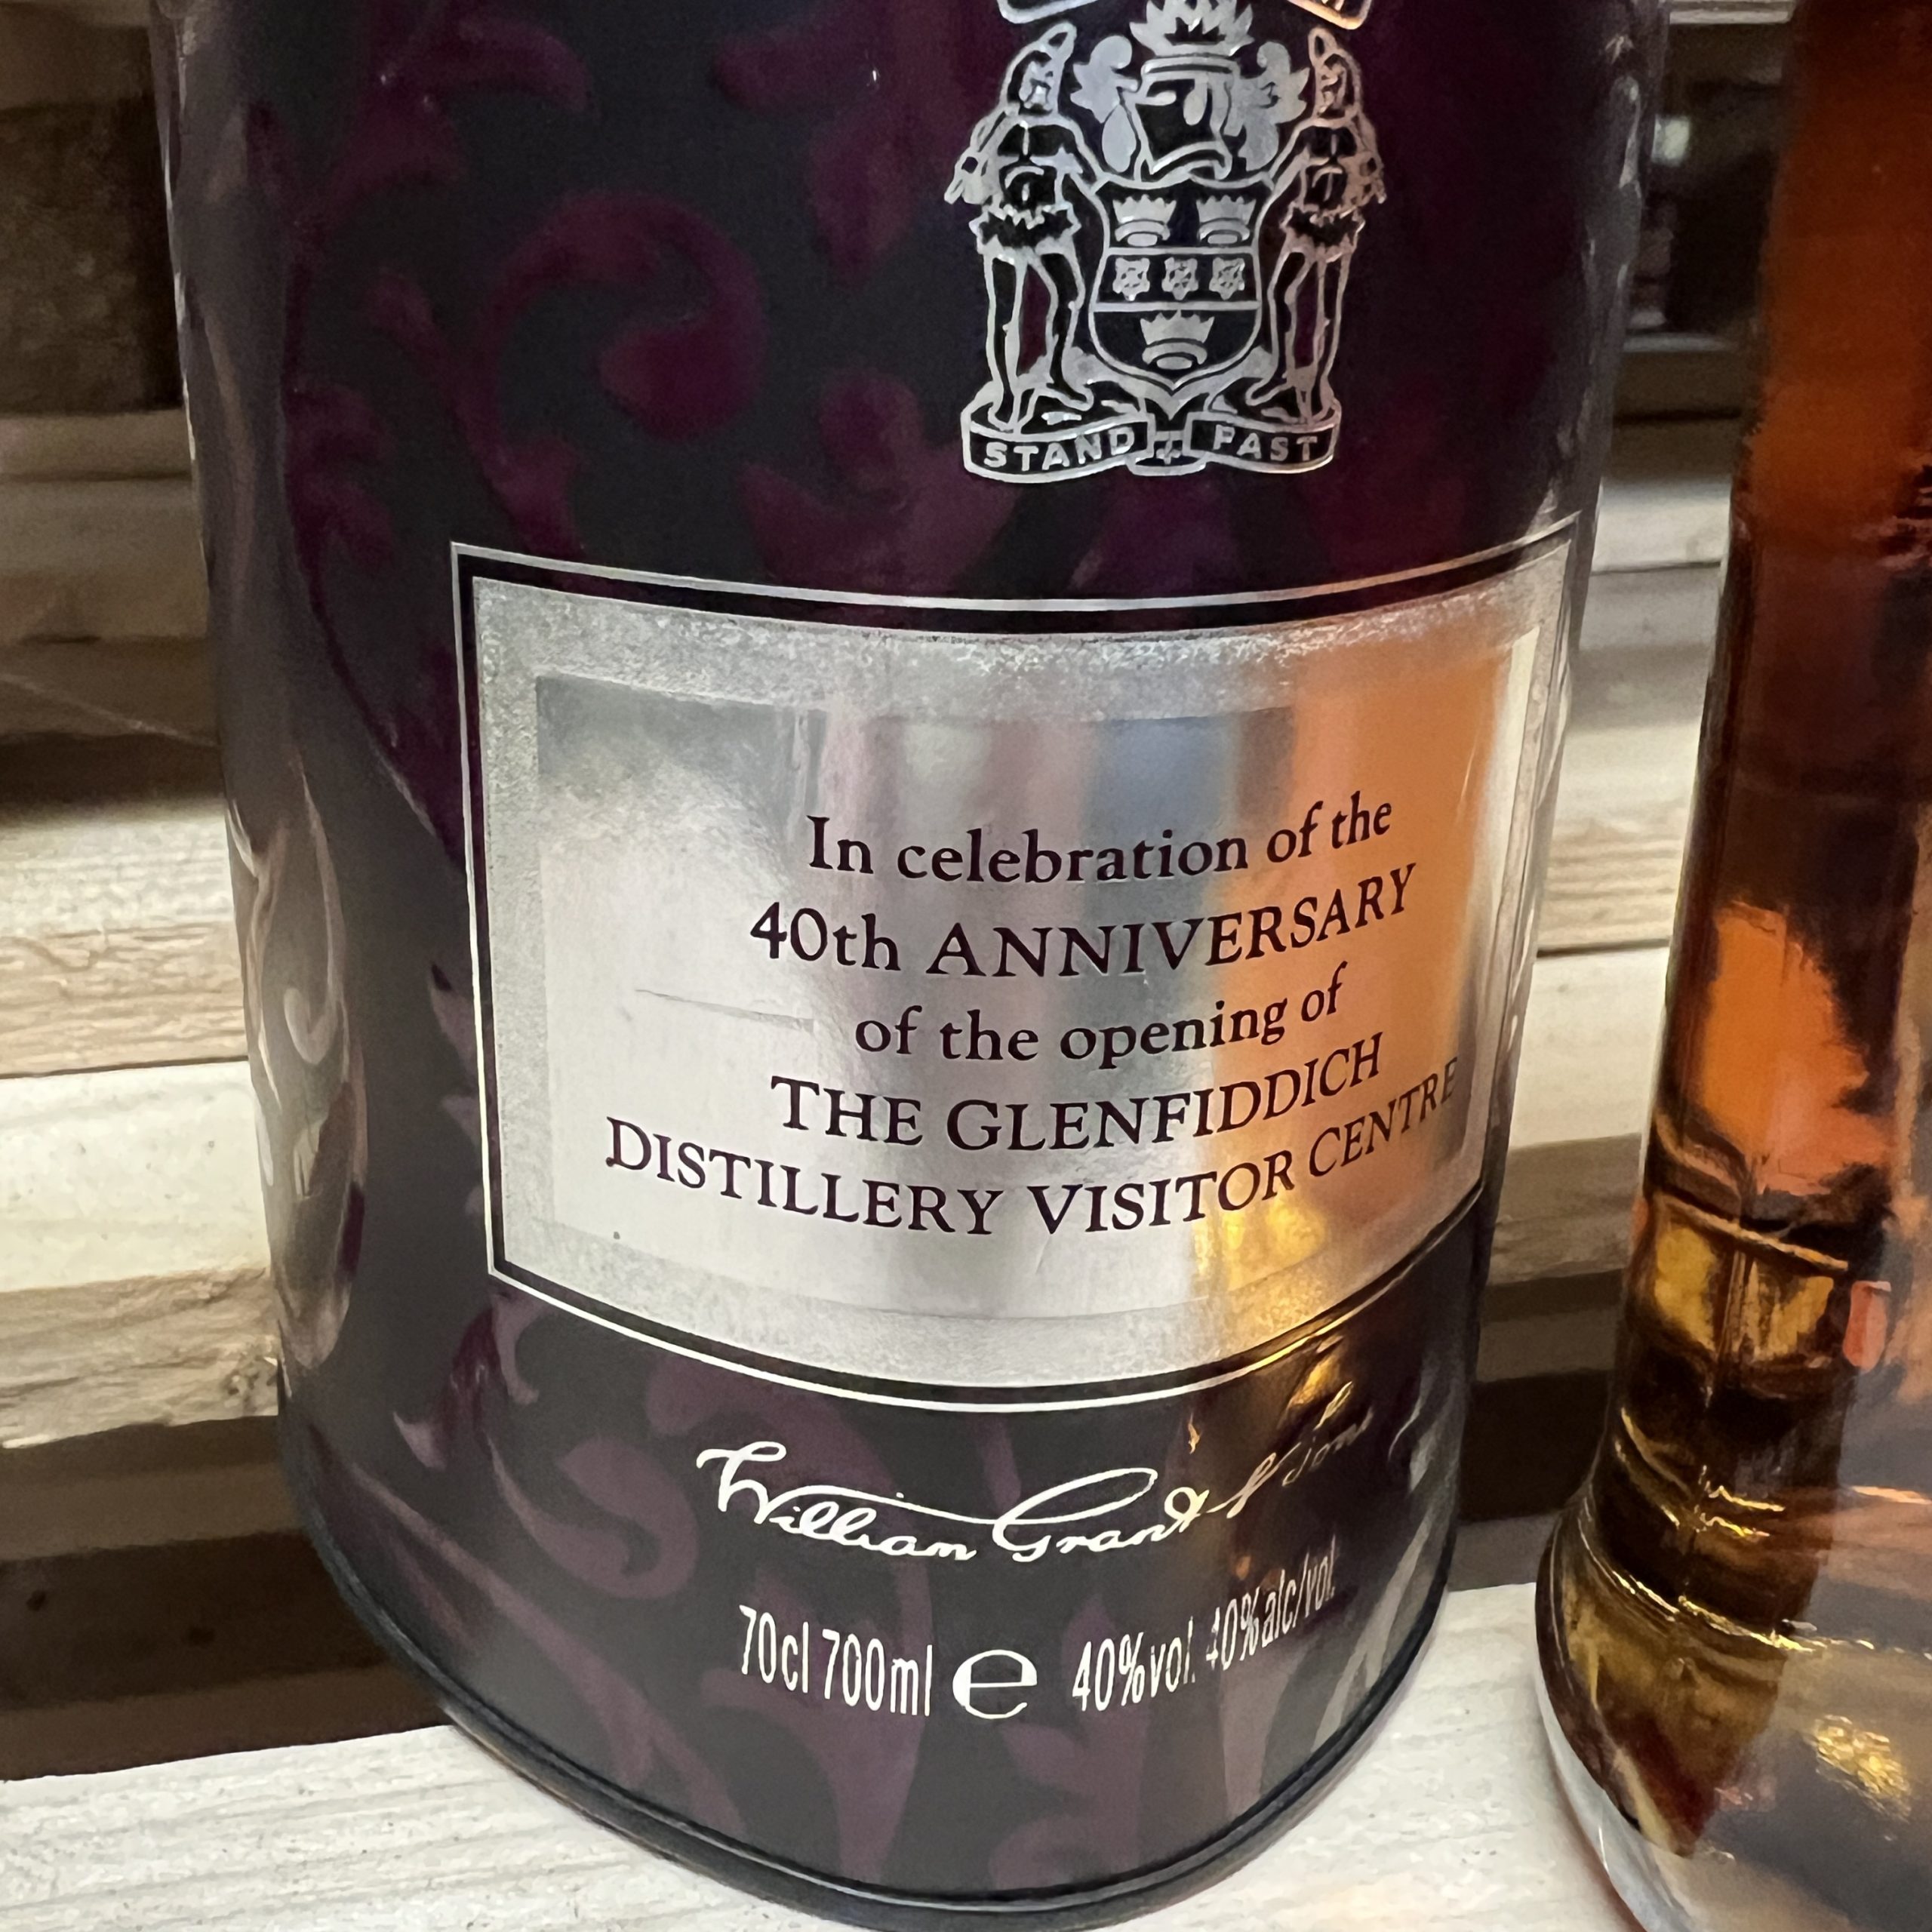 STAND FAST
In celebration of the
40th ANNIVERSARY
of the opening of
THE GLENFIDDICH
DISTILLERY VISITOR CENTRE
William Grant & Sons
70cl 700ml e 40%vol. 40%alc/vol.